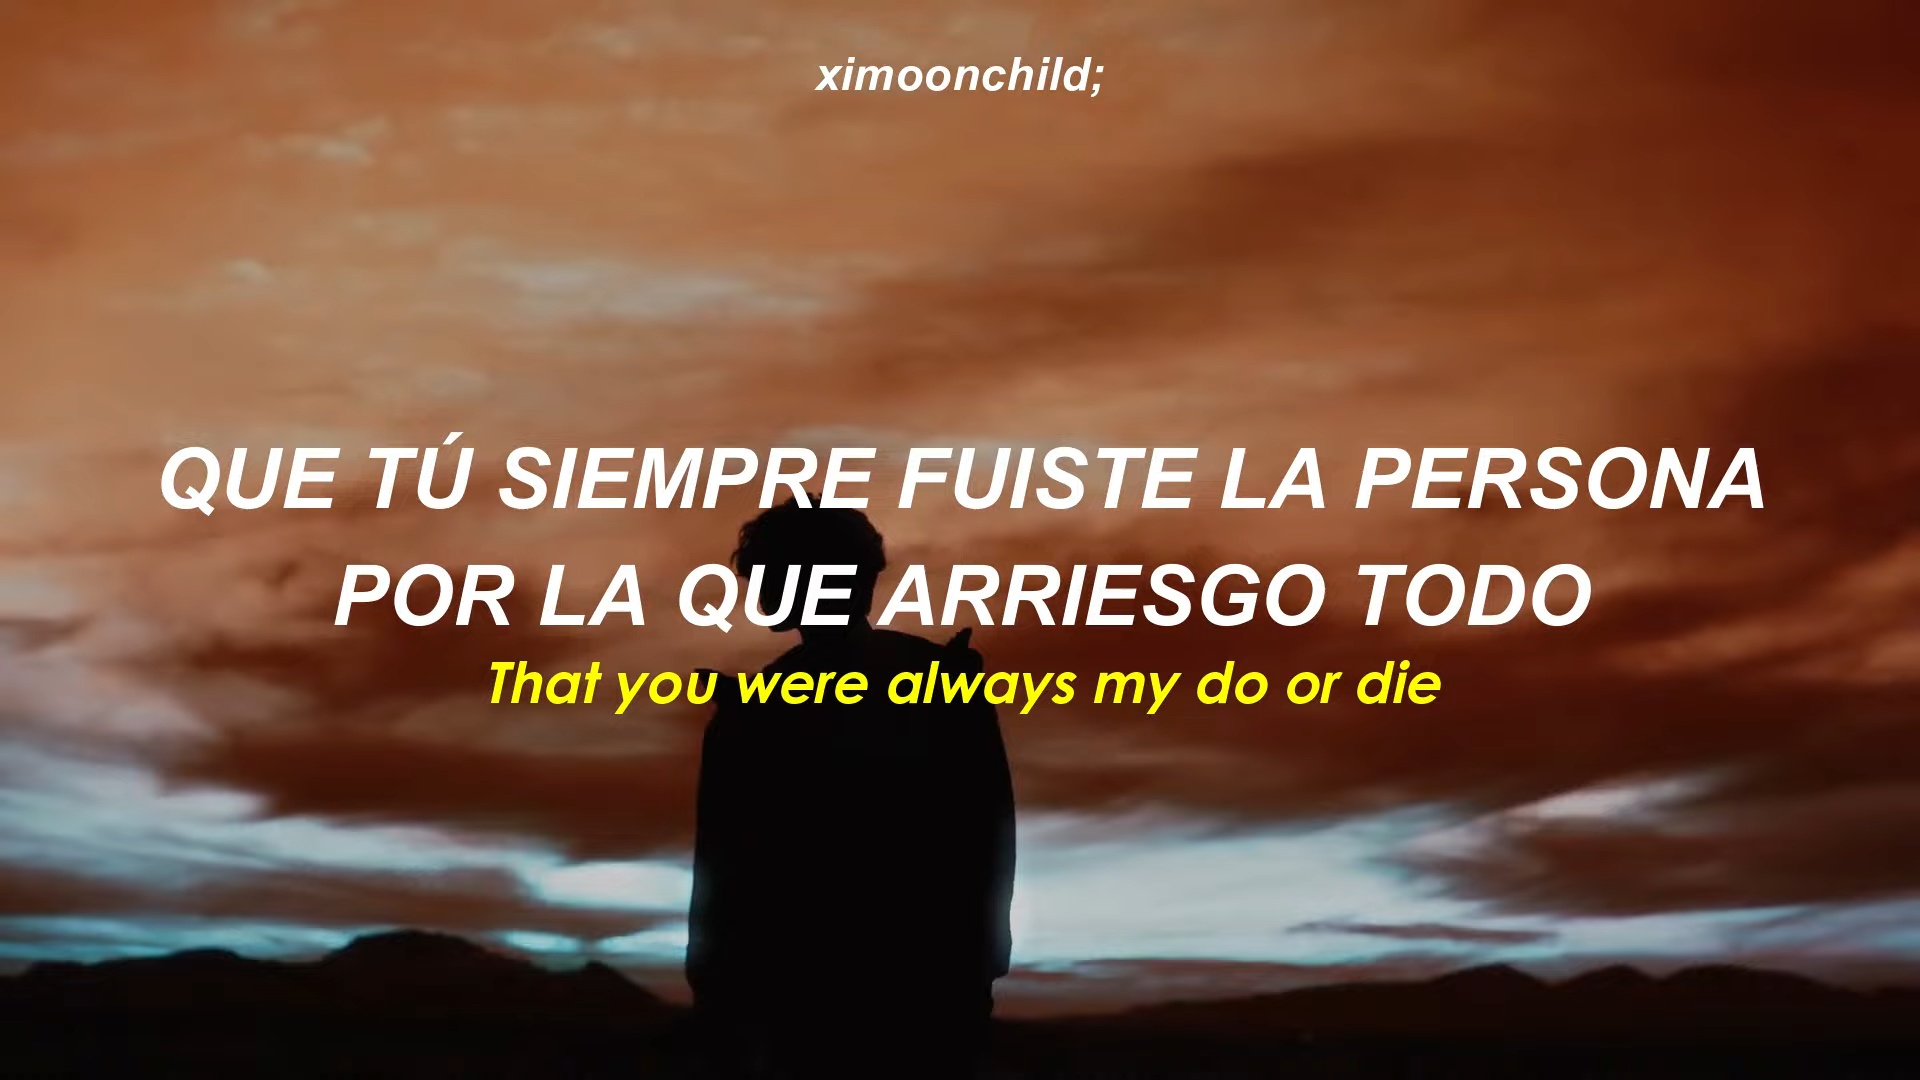 ximoonchild;
QUE TÚ SIEMPRE FUISTE LA PERSONA
POR LA QUE ARRIESGO TODO
That you were always my do or die